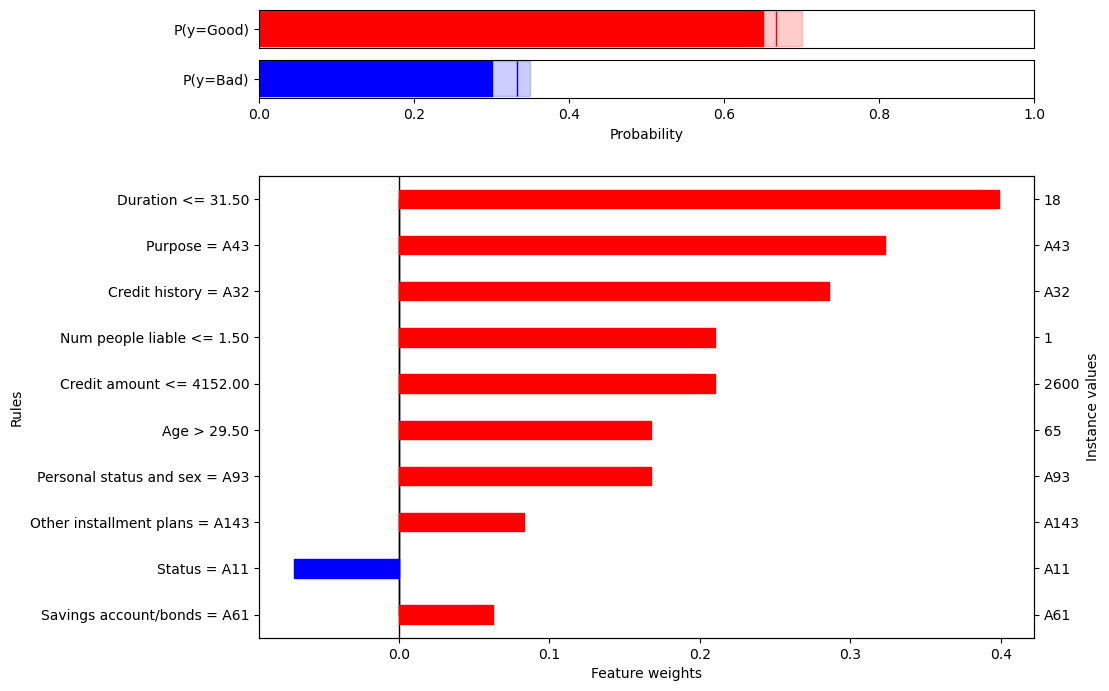 P(y=Good)
P(y=Bad)
0.0 0.2 0.4 0.6 0.8 1.0
Probability
Duration <= 31.50 18
Purpose = A43 A43
Credit history = A32 A32
Num people liable <= 1.50 1
Credit amount <= 4152.00 2600
Age > 29.50 65
Personal status and sex = A93 A93
Other installment plans = A143 A143
Status = A11 A11
Savings account/bonds = A61 A61
Rules
Instance values
0.0 0.1 0.2 0.3 0.4
Feature weights